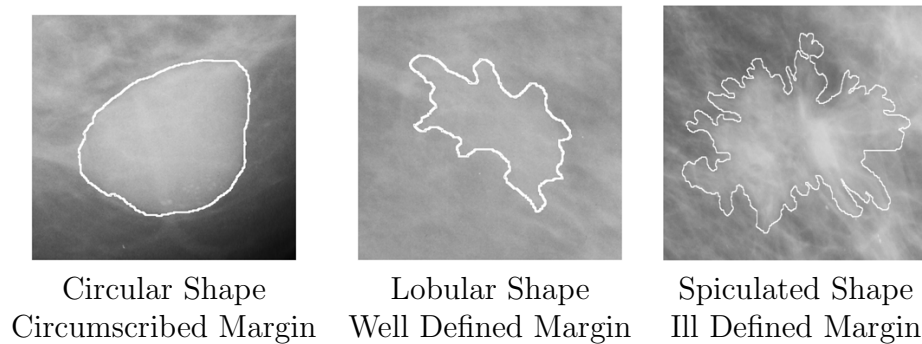 Circular Shape
Circumscribed Margin
Lobular Shape
Well Defined Margin
Spiculated Shape
Ill Defined Margin